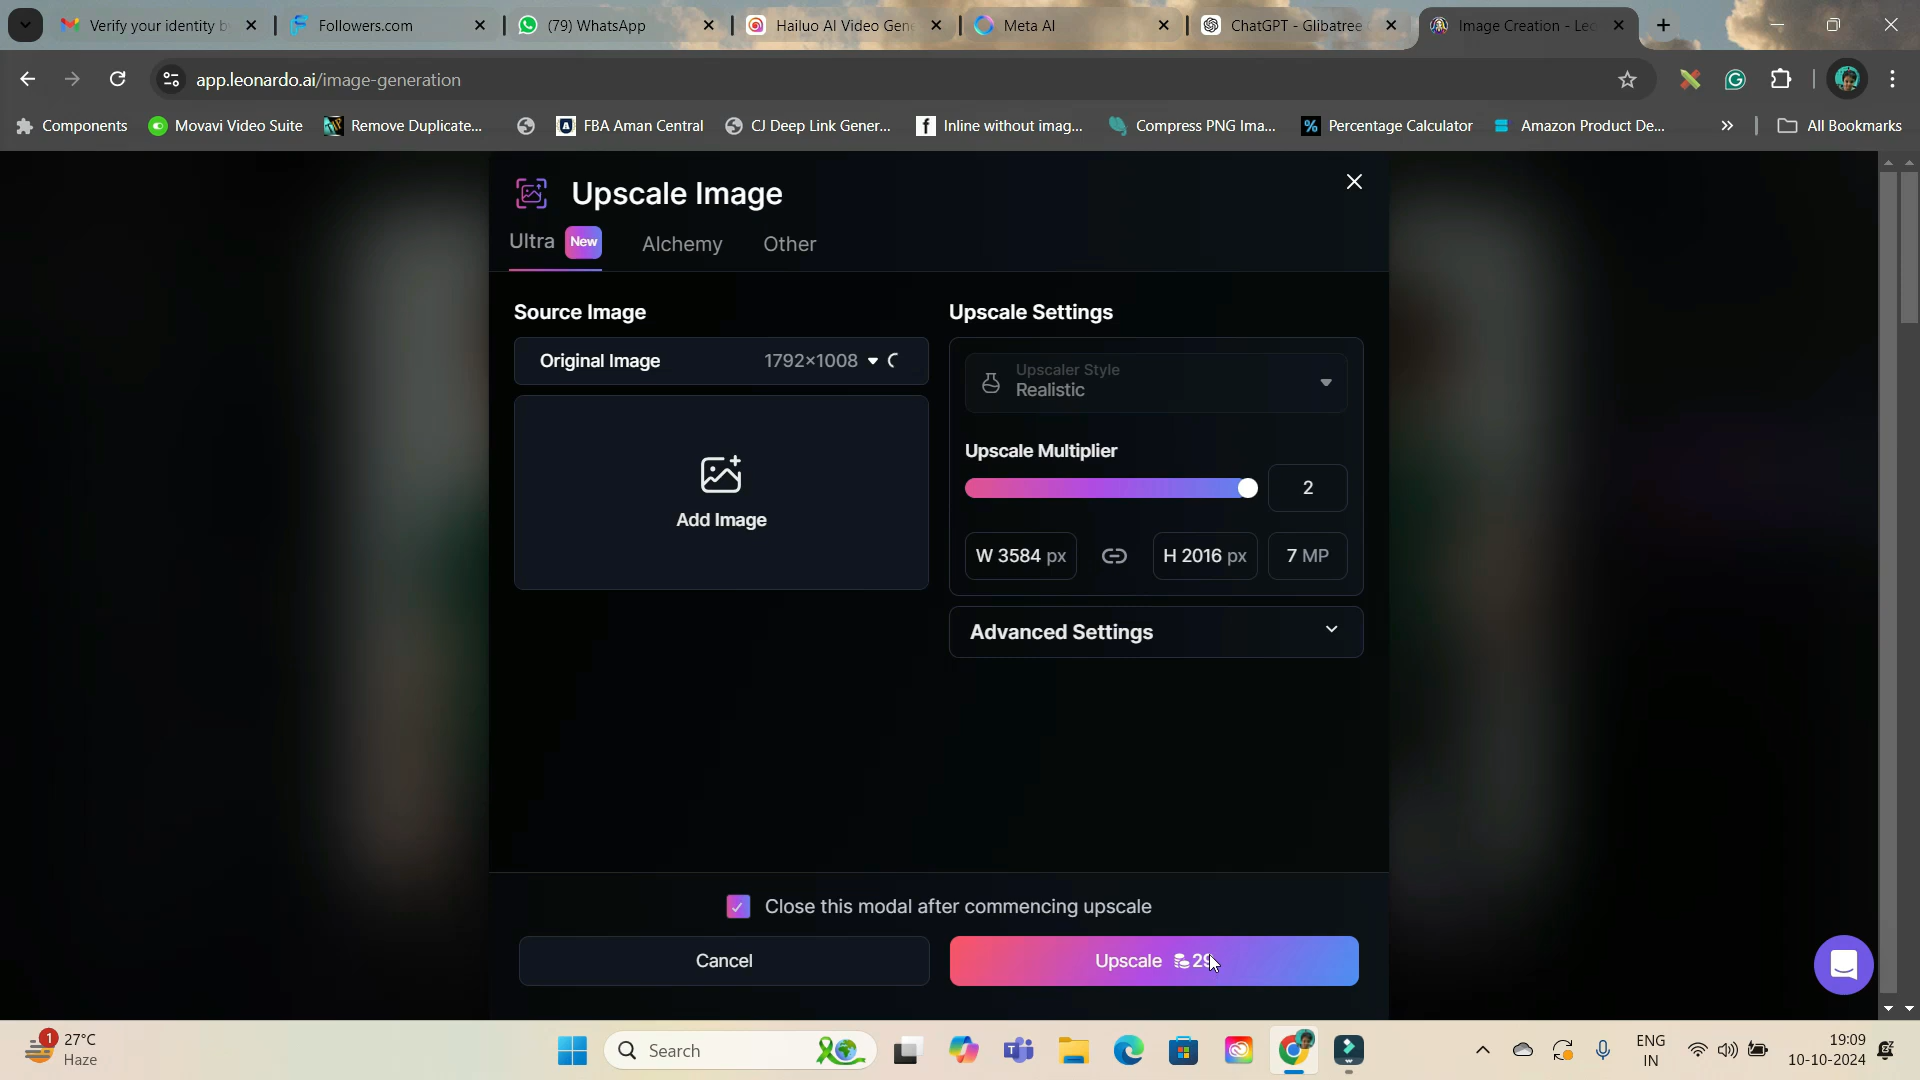 Verify your identity b
Followers.com
(79) WhatsApp
Hailuo AI Video Gene
Meta AI
ChatGPT - Glibatree
Image Creation - Leo
app.leonardo.ai/image-generation
Components
Movavi Video Suite
Remove Duplicate...
FBA Aman Central
CJ Deep Link Gener...
Inline without imag...
Compress PNG Ima...
Percentage Calculator
Amazon Product De...
All Bookmarks
Upscale Image
Ultra New Alchemy Other
Source Image
Original Image 1792×1008
Add Image
Upscale Settings
Upscaler Style
Realistic
Upscale Multiplier
2
W 3584 px H 2016 px 7 MP
Advanced Settings
Close this modal after commencing upscale
Cancel
Upscale
1
27°C
Haze
Search
ENG
IN
19:09
10-10-2024